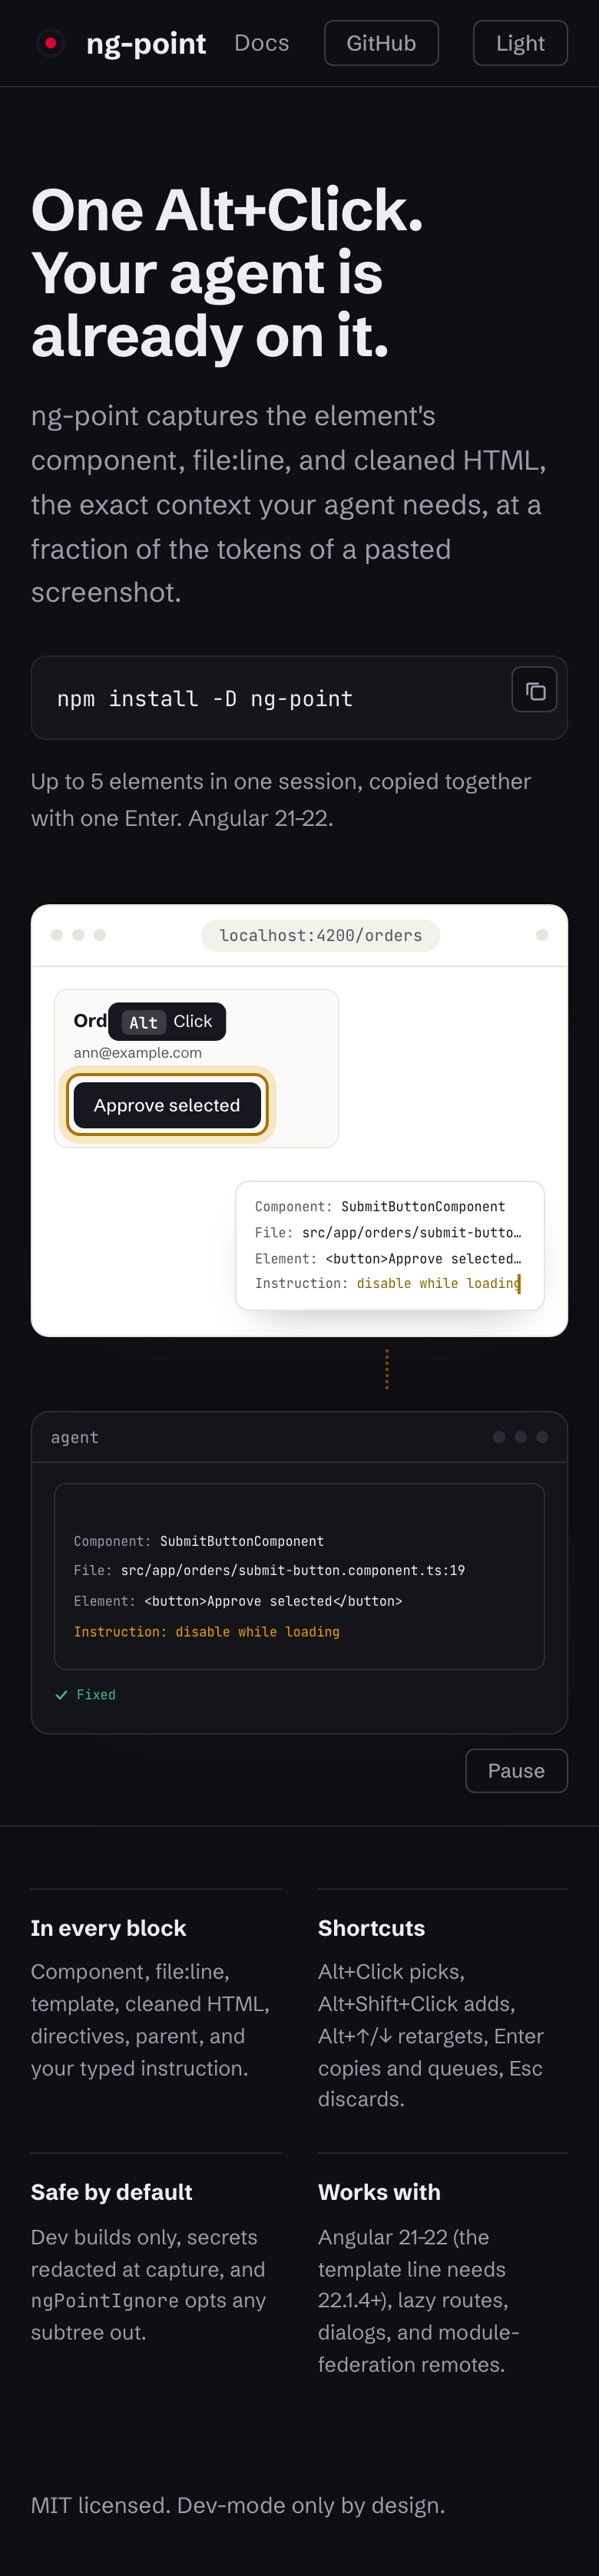 ng-point Docs GitHub Light
One Alt+Click.
Your agent is
already on it.
ng-point captures the element's
component, file:line, and cleaned HTML,
the exact context your agent needs, at a
fraction of the tokens of a pasted
screenshot.
npm install -D ng-point
Up to 5 elements in one session, copied together
with one Enter. Angular 21–22.
localhost:4200/orders
Ord Alt Click
ann@example.com
Approve selected
Component: SubmitButtonComponent
File: src/app/orders/submit-butto…
Element: <button>Approve selected…
Instruction: disable while loading
agent
Component: SubmitButtonComponent
File: src/app/orders/submit-button.component.ts:19
Element: <button>Approve selected</button>
Instruction: disable while loading
✓ Fixed
Pause
In every block
Component, file:line,
template, cleaned HTML,
directives, parent, and
your typed instruction.
Shortcuts
Alt+Click picks,
Alt+Shift+Click adds,
Alt+↑/↓ retargets, Enter
copies and queues, Esc
discards.
Safe by default
Dev builds only, secrets
redacted at capture, and
ngPointIgnore opts any
subtree out.
Works with
Angular 21–22 (the
template line needs
22.1.4+), lazy routes,
dialogs, and module-
federation remotes.
MIT licensed. Dev-mode only by design.